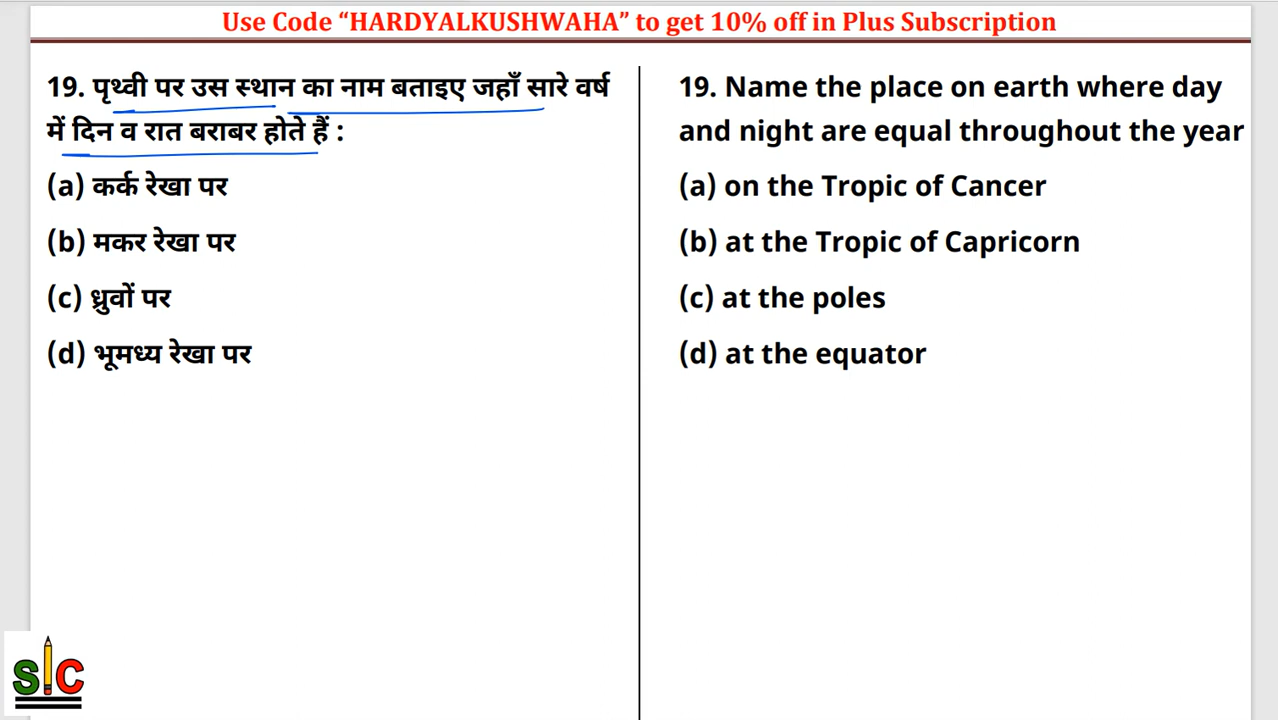 Use Code “HARDYALKUSHWAHA” to get 10% off in Plus Subscription
19. पृथ्वी पर उस स्थान का नाम बताइए जहाँ सारे वर्ष
में दिन व रात बराबर होते हैं :
(a) कर्क रेखा पर
(b) मकर रेखा पर
(c) ध्रुवों पर
(d) भूमध्य रेखा पर
19. Name the place on earth where day
and night are equal throughout the year
(a) on the Tropic of Cancer
(b) at the Tropic of Capricorn
(c) at the poles
(d) at the equator
SIC